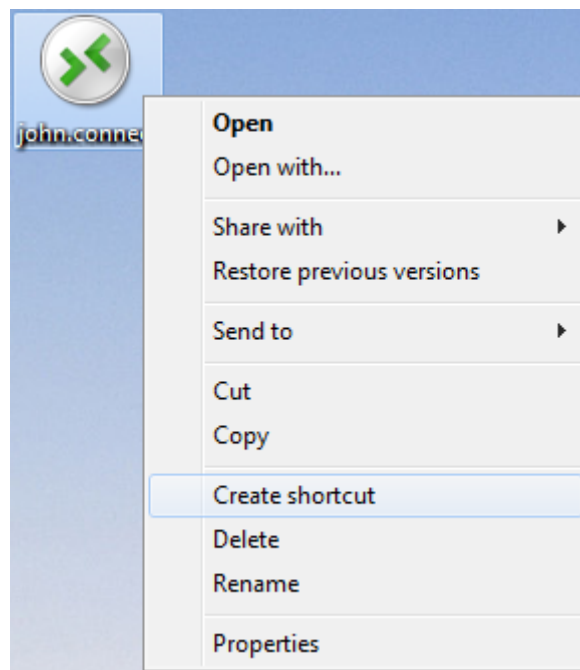 john.conne
Open
Open with...
Share with
Restore previous versions
Send to
Cut
Copy
Create shortcut
Delete
Rename
Properties